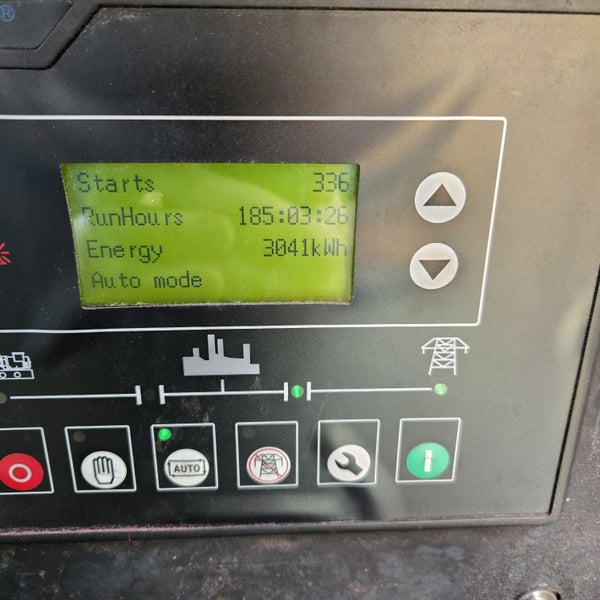 ®
Starts 336
RunHours 185:03:26
Energy 3041kWh
Auto mode
AUTO